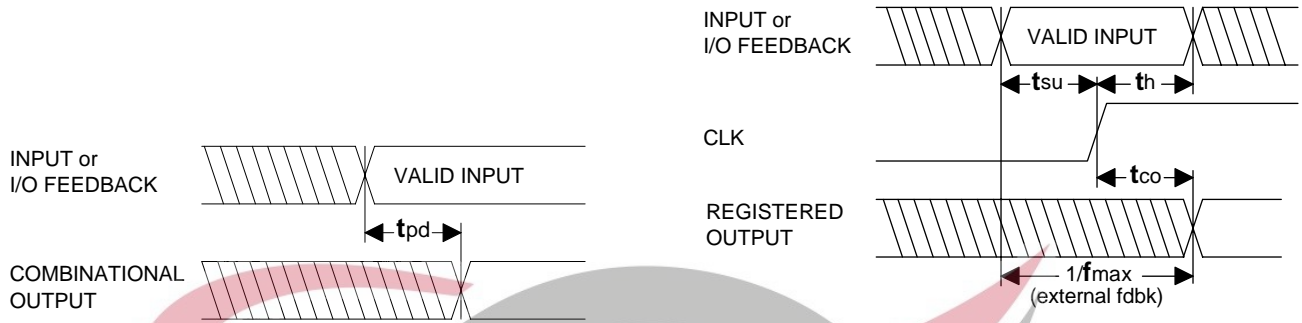 INPUT or
I/O FEEDBACK
VALID INPUT
tpd
COMBINATIONAL
OUTPUT
INPUT or
I/O FEEDBACK
VALID INPUT
tsu
th
CLK
tco
REGISTERED
OUTPUT
1/fmax
(external fdbk)